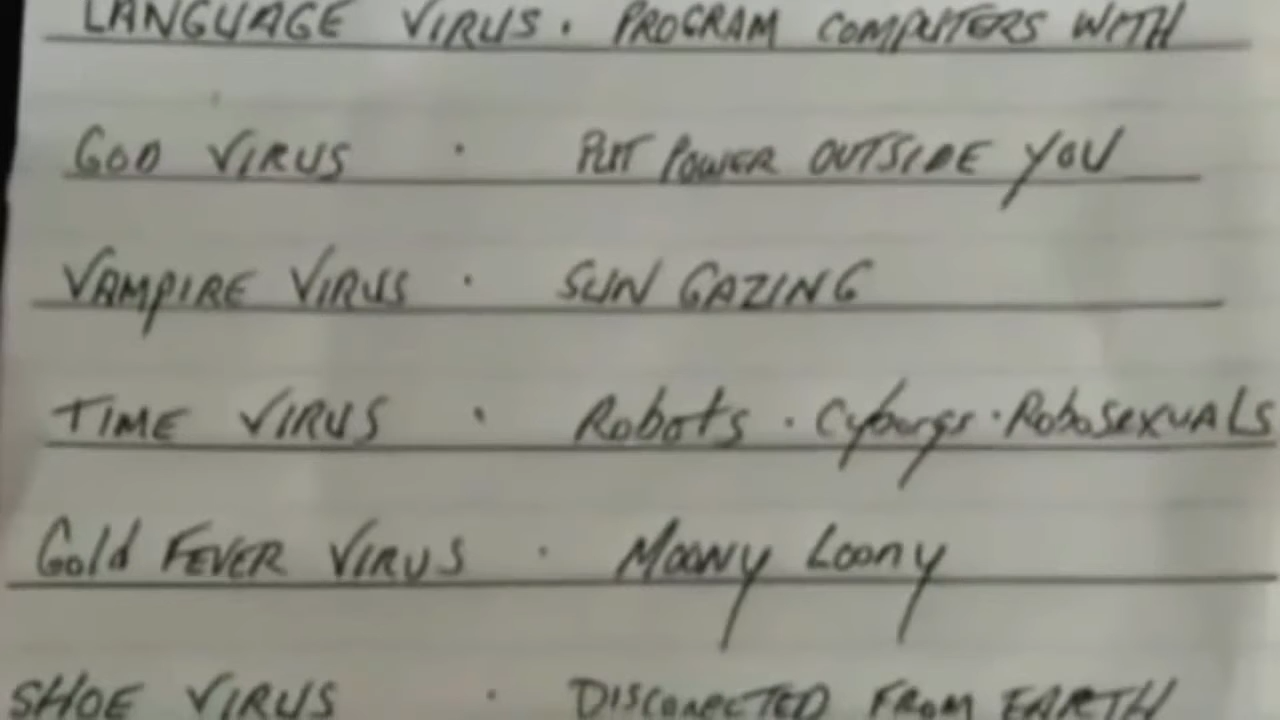 LANGUAGE VIRUS. PROGRAM COMPUTERS WITH
GOD VIRUS · PUT POWER OUTSIDE YOU
VAMPIRE VIRUS · SUN GAZING
TIME VIRUS · Robots · Cyborgs · RoboSexUALS
Gold FEVER VIRUS · Moony Loony
SHOE VIRUS · DISCONECTED FROM EARTH